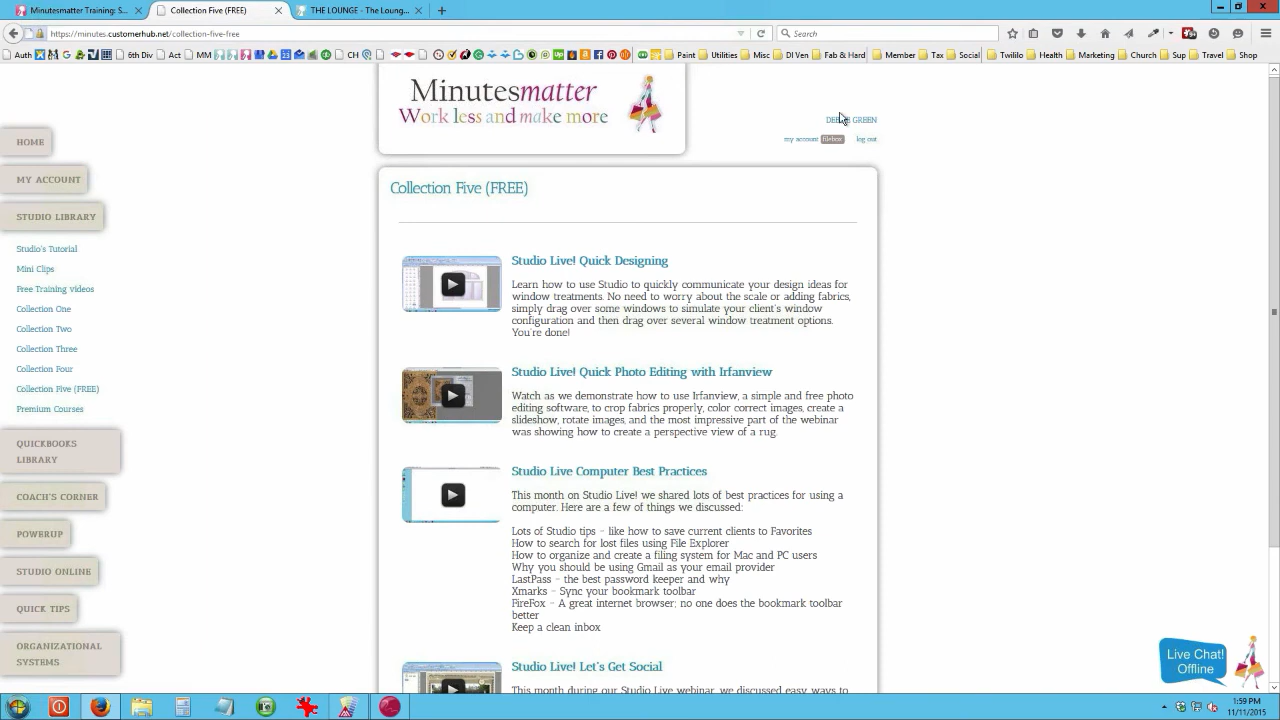 Minutesmatter Training: S...
Collection Five (FREE)
THE LOUNGE - The Loung...
https://minutes.customerhub.net/collection-five-free
Search
Auth
6th Div
Act
MM
CH
Paint
Utilities
Misc
DI Ven
Fab & Hard
Member
Tax
Social
Twililo
Health
Marketing
Church
Sup
Travel
Shop
Minutesmatter
Work less and make more
GREEN
my account filebox log out
HOME
MY ACCOUNT
STUDIO LIBRARY
Studio's Tutorial
Mini Clips
Free Training videos
Collection One
Collection Two
Collection Three
Collection Four
Collection Five (FREE)
Premium Courses
QUICKBOOKS
LIBRARY
COACH'S CORNER
POWERUP
STUDIO ONLINE
QUICK TIPS
ORGANIZATIONAL
SYSTEMS
Collection Five (FREE)
Studio Live! Quick Designing
Learn how to use Studio to quickly communicate your design ideas for
window treatments. No need to worry about the scale or adding fabrics,
simply drag over some windows to simulate your client's window
configuration and then drag over several window treatment options.
You're done!
Studio Live! Quick Photo Editing with Irfanview
Watch as we demonstrate how to use Irfanview, a simple and free photo
editing software, to crop fabrics properly, color correct images, create a
slideshow, rotate images, and the most impressive part of the webinar
was showing how to create a perspective view of a rug.
Studio Live Computer Best Practices
This month on Studio Live! we shared lots of best practices for using a
computer. Here are a few of things we discussed:
Lots of Studio tips - like how to save current clients to Favorites
How to search for lost files using File Explorer
How to organize and create a filing system for Mac and PC users
Why you should be using Gmail as your email provider
LastPass - the best password keeper and why
Xmarks - Sync your bookmark toolbar
FireFox - A great internet browser; no one does the bookmark toolbar
better
Keep a clean inbox
Studio Live! Let's Get Social
This month during our Studio Live webinar, we discussed easy ways to
Live Chat!
Offline
1:59 PM
11/11/2015